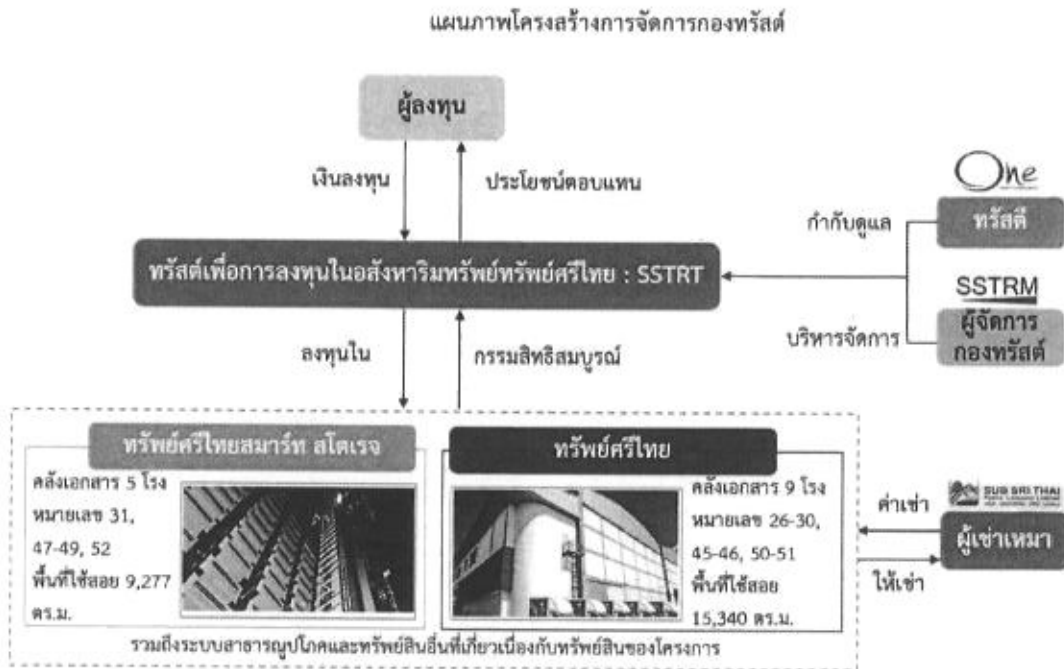 แผนภาพโครงสร้างการจัดการกองทรัสต์
ผู้ลงทุน
เงินลงทุน
ประโยชน์ตอบแทน
One
กำกับดูแล
ทรัสตี
ทรัสต์เพื่อการลงทุนในอสังหาริมทรัพย์ทรัพย์ศรีไทย : SSTRT
SSTRM
บริหารจัดการ
ผู้จัดการ
กองทรัสต์
ลงทุนใน
กรรมสิทธิสมบูรณ์
ทรัพย์ศรีไทยสมาร์ท สโตเรจ
คลังเอกสาร 5 โรง
หมายเลข 31,
47-49, 52
พื้นที่ใช้สอย 9,277
ตร.ม.
ทรัพย์ศรีไทย
คลังเอกสาร 9 โรง
หมายเลข 26-30,
45-46, 50-51
พื้นที่ใช้สอย
15,340 ตร.ม.
ค่าเช่า
SUB SRI THAI
ผู้เช่าเหมา
ให้เช่า
รวมถึงระบบสาธารณูปโภคและทรัพย์สินอื่นที่เกี่ยวเนื่องกับทรัพย์สินของโครงการ